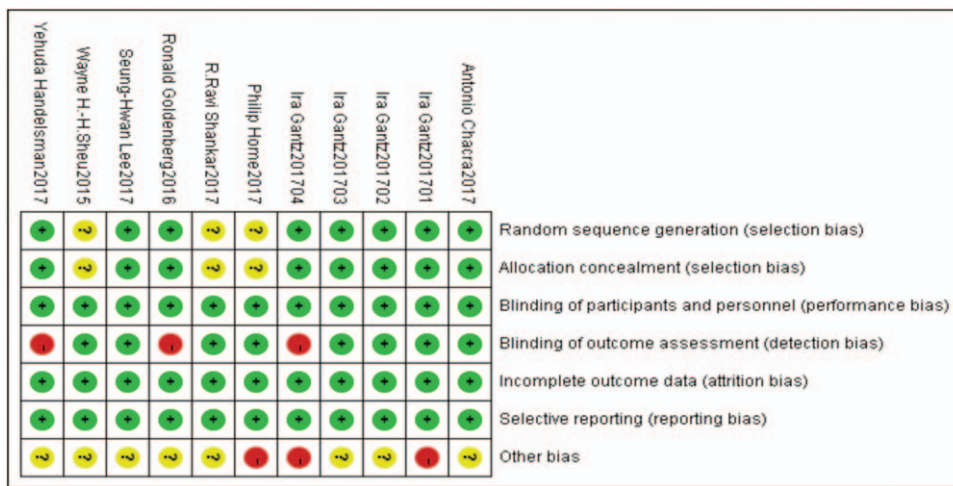 Yehuda Handelsman2017
Wayne H.-H.Sheu2015
Seung-Hwan Lee2017
Ronald Goldenberg2016
R.Ravi Shankar2017
Philip Home2017
Ira Gantz201704
Ira Gantz201703
Ira Gantz201702
Ira Gantz201701
Antonio Chacra2017
+ ? + + ? ? + + + + + Random sequence generation (selection bias)
+ ? + + ? ? + + + + + Allocation concealment (selection bias)
+ + + + + + + + + + + Blinding of participants and personnel (performance bias)
- + + - + + - + + + + Blinding of outcome assessment (detection bias)
+ + + + + + + + + + + Incomplete outcome data (attrition bias)
+ + + + + + + + + + + Selective reporting (reporting bias)
? ? ? ? ? - - ? ? - ? Other bias